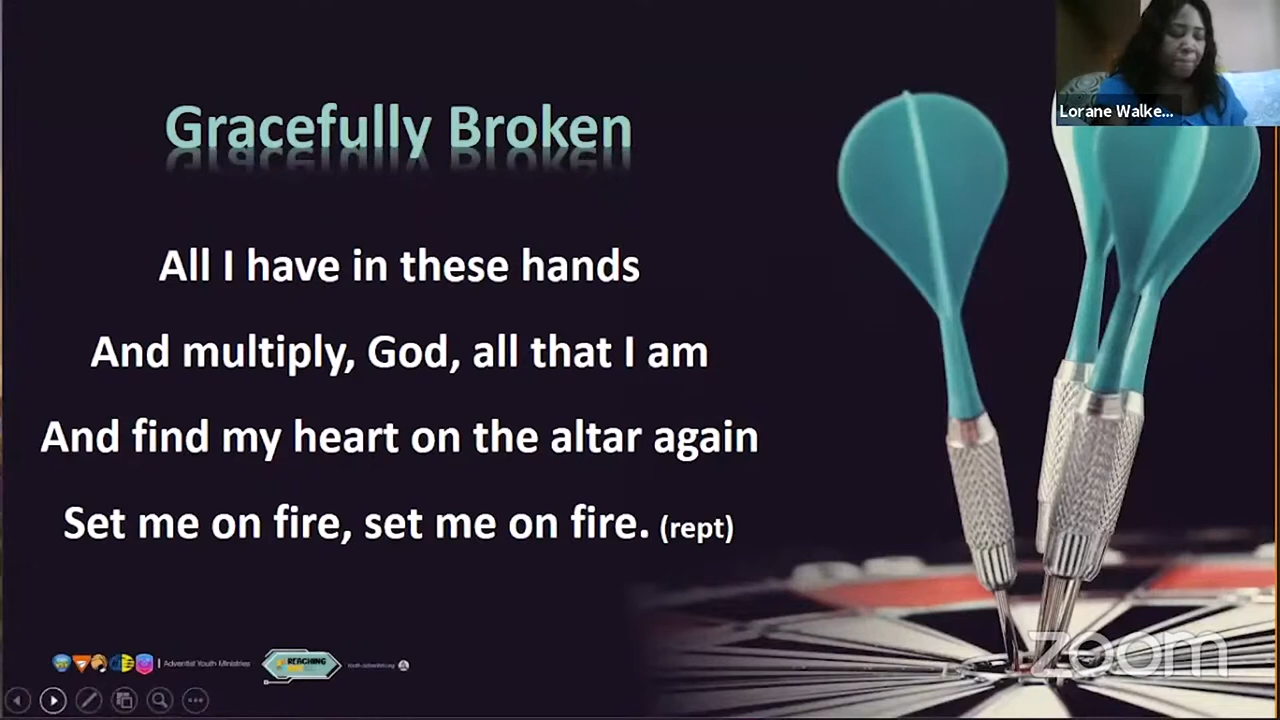 Lorane Walke...
Gracefully Broken
All I have in these hands
And multiply, God, all that I am
And find my heart on the altar again
Set me on fire, set me on fire. (rept)
Adventist Youth Ministries
REACHING
zoom